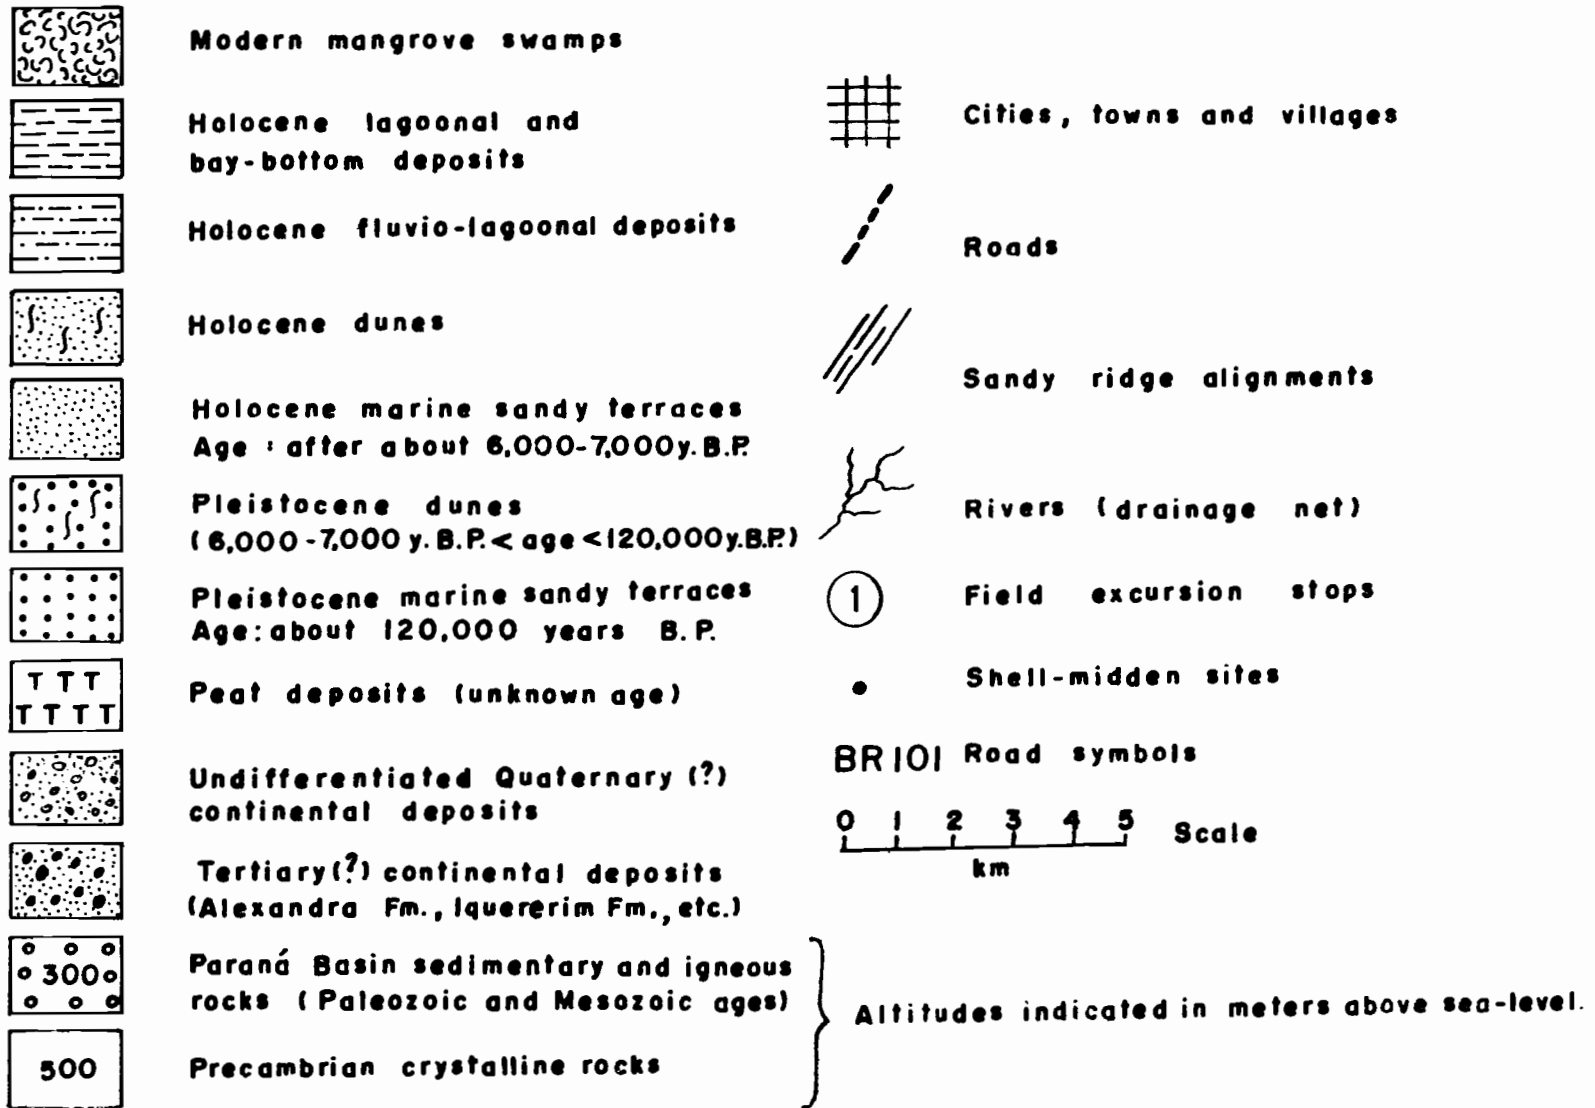 Modern mangrove swamps
Holocene lagoonal and
bay-bottom deposits
Holocene fluvio-lagoonal deposits
Holocene dunes
Holocene marine sandy terraces
Age : after about 6,000-7,000 y. B.P.
Pleistocene dunes
(6,000-7,000 y. B.P. < age < 120,000 y. B.P.)
Pleistocene marine sandy terraces
Age: about 120,000 years B.P.
T T T
T T T T
Peat deposits (unknown age)
Undifferentiated Quaternary (?)
continental deposits
Tertiary (?) continental deposits
(Alexandra Fm., Iquererim Fm., etc.)
300
Paraná Basin sedimentary and igneous
rocks (Paleozoic and Mesozoic ages)
500
Precambrian crystalline rocks
Cities, towns and villages
Roads
Sandy ridge alignments
Rivers (drainage net)
1
Field excursion stops
Shell-midden sites
BR 101 Road symbols
0 1 2 3 4 5
Scale
km
Altitudes indicated in meters above sea-level.